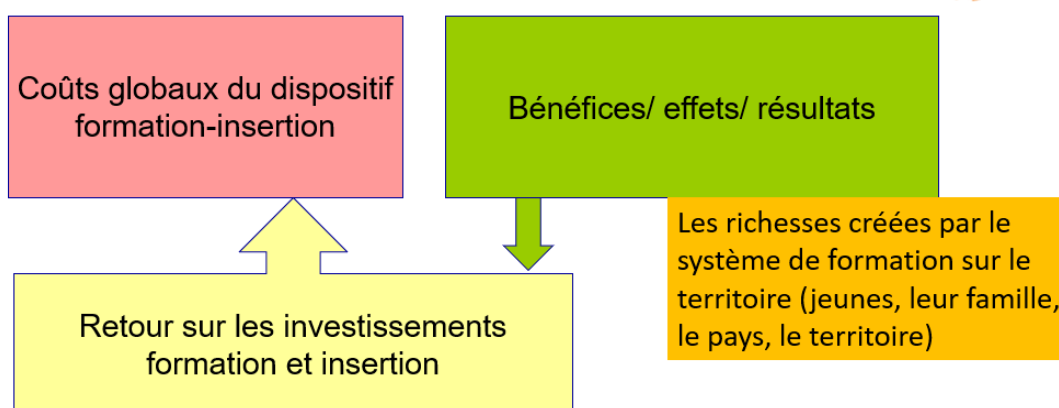 Coûts globaux du dispositif
formation-insertion
Bénéfices/ effets/ résultats
Les richesses créées par le
système de formation sur le
territoire (jeunes, leur famille,
le pays, le territoire)
Retour sur les investissements
formation et insertion